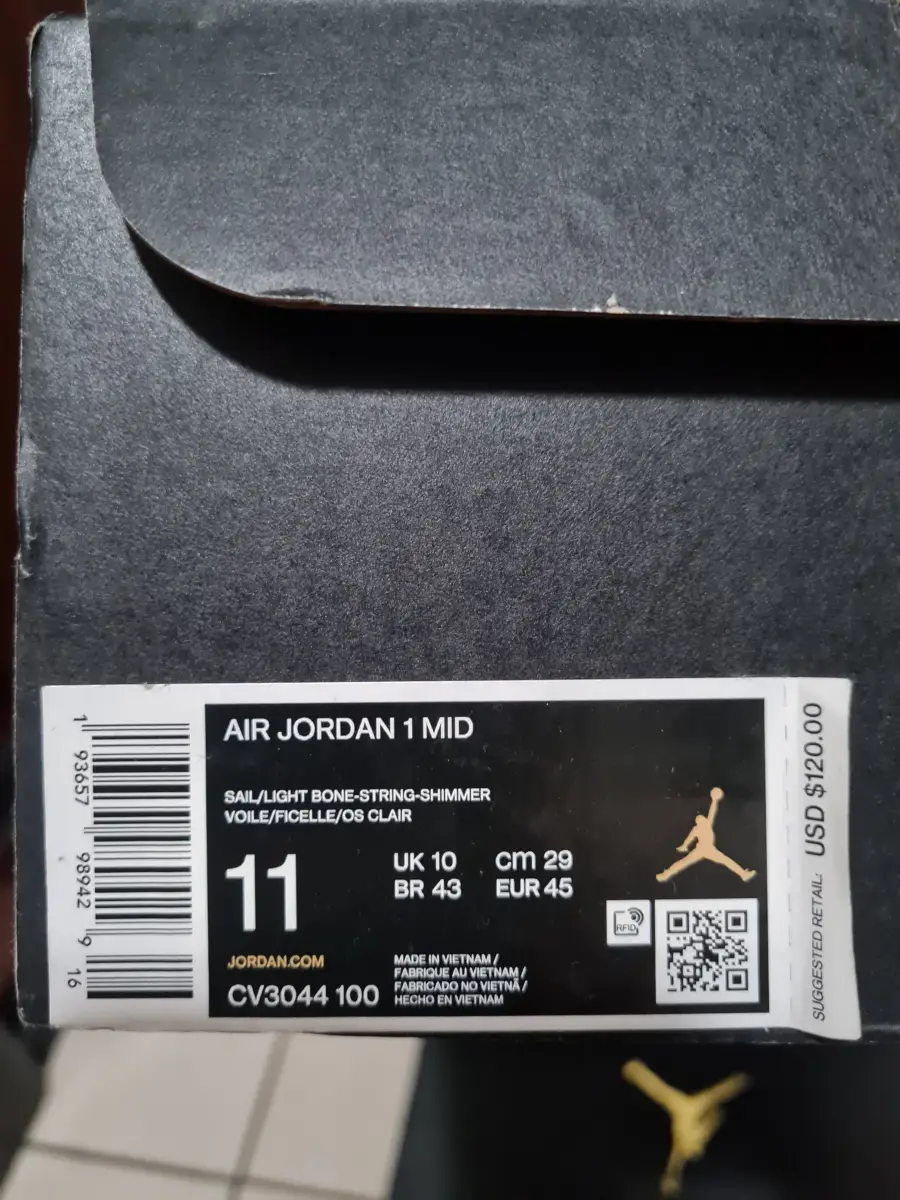 AIR JORDAN 1 MID
SAIL/LIGHT BONE-STRING-SHIMMER
VOILE/FICELLE/OS CLAIR
11
UK 10 CM 29
BR 43 EUR 45
JORDAN.COM
CV3044 100
MADE IN VIETNAM /
FABRIQUE AU VIETNAM /
FABRICADO NO VIETNÃ /
HECHO EN VIETNAM
RFID
1 93657 98942 9 16
SUGGESTED RETAIL: USD $120.00